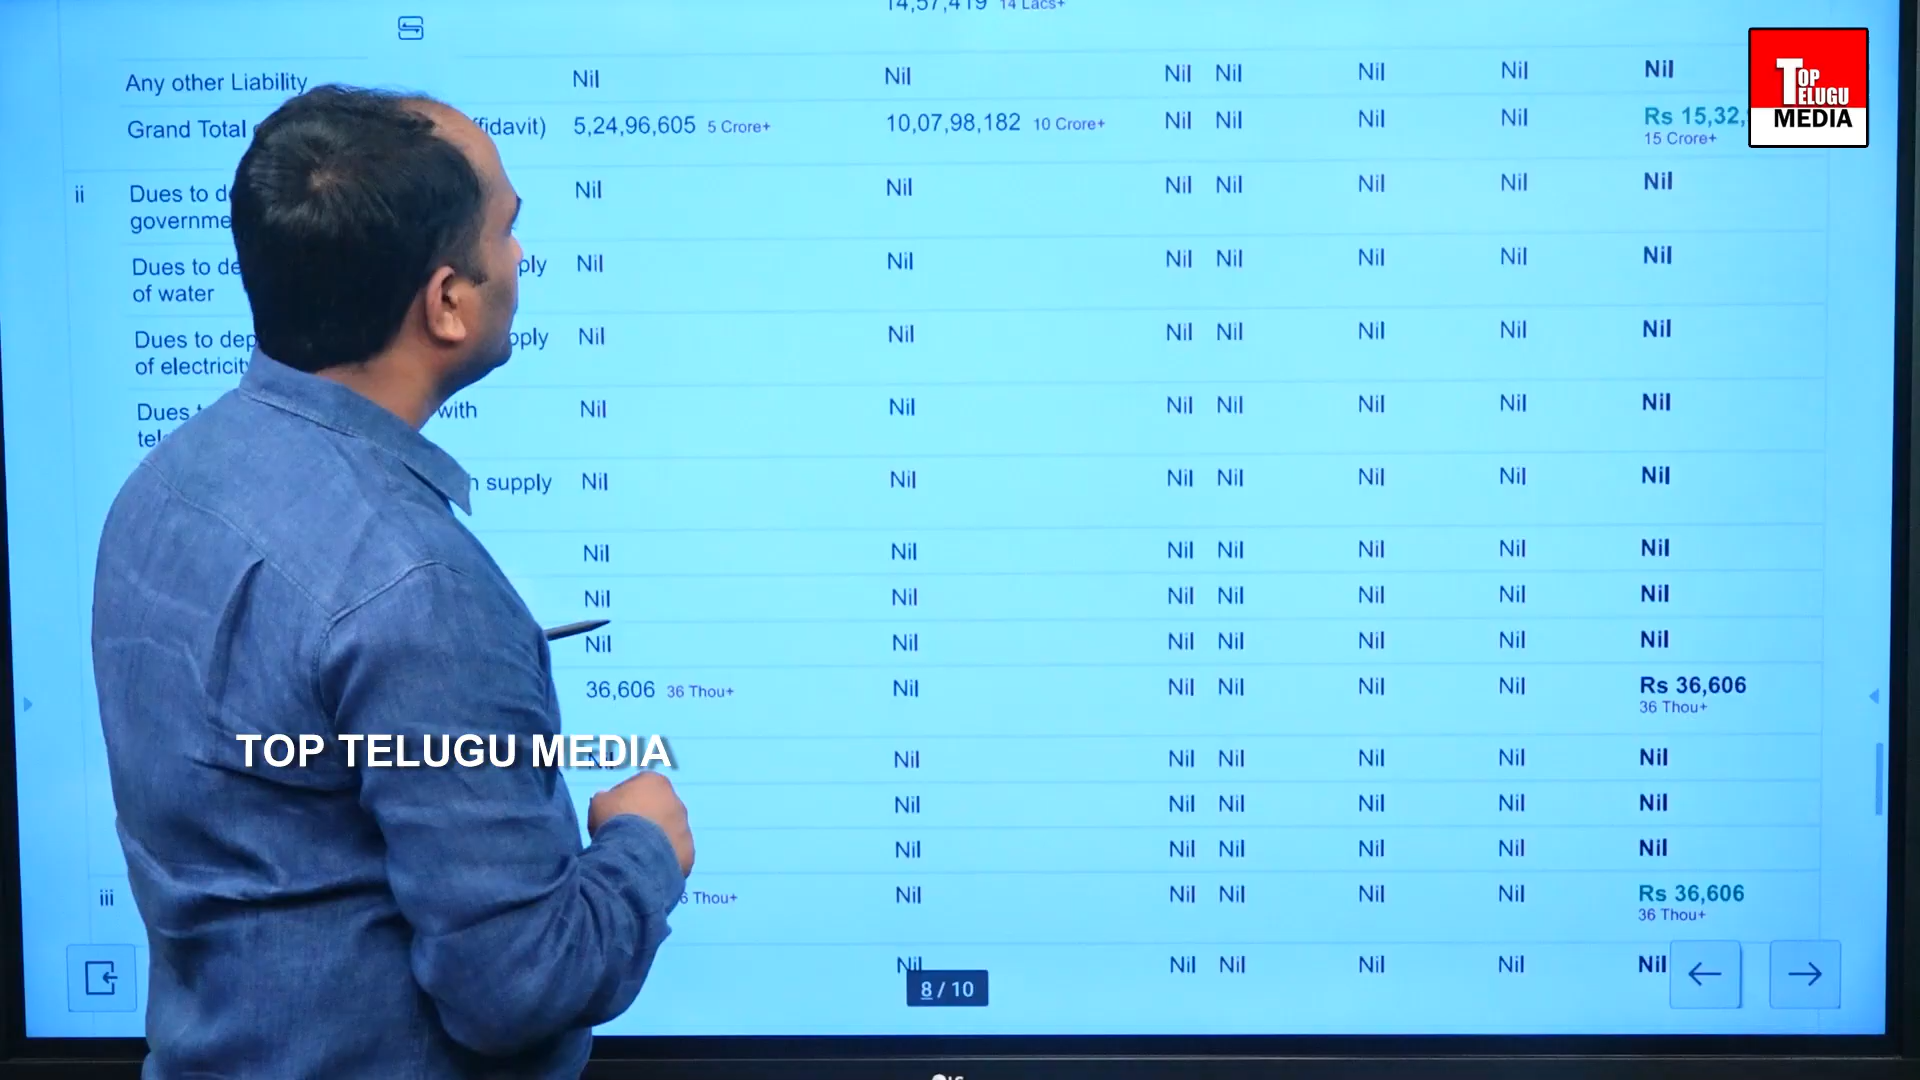 14,57,419 14 Lacs+
Any other Liability Nil Nil Nil Nil Nil Nil Nil
Grand Total ffidavit) 5,24,96,605 5 Crore+ 10,07,98,182 10 Crore+ Nil Nil Nil Nil Rs 15,32,
15 Crore+
TOP
TELUGU
MEDIA
ii Dues to Nil Nil Nil Nil Nil Nil Nil
governme
Dues to de ply Nil Nil Nil Nil Nil Nil Nil
of water
Dues to dep pply Nil Nil Nil Nil Nil Nil Nil
of electricity
Dues with Nil Nil Nil Nil Nil Nil Nil
tel
supply Nil Nil Nil Nil Nil Nil Nil
Nil Nil Nil Nil Nil Nil Nil
Nil Nil Nil Nil Nil Nil Nil
Nil Nil Nil Nil Nil Nil Nil
36,606 36 Thou+ Nil Nil Nil Nil Nil Rs 36,606
36 Thou+
TOP TELUGU MEDIA
Nil Nil Nil Nil Nil Nil
Nil Nil Nil Nil Nil Nil
Nil Nil Nil Nil Nil Nil
iii 6 Thou+ Nil Nil Nil Nil Nil Rs 36,606
36 Thou+
Nil Nil Nil Nil Nil Nil
8 / 10